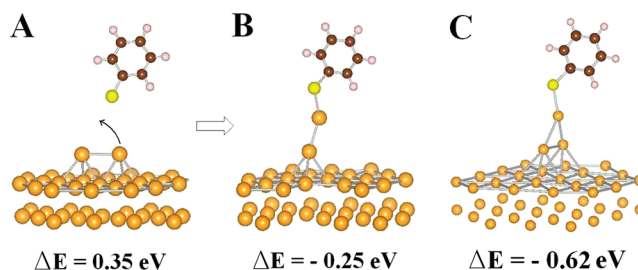 A B C
ΔE = 0.35 eV ΔE = - 0.25 eV ΔE = - 0.62 eV